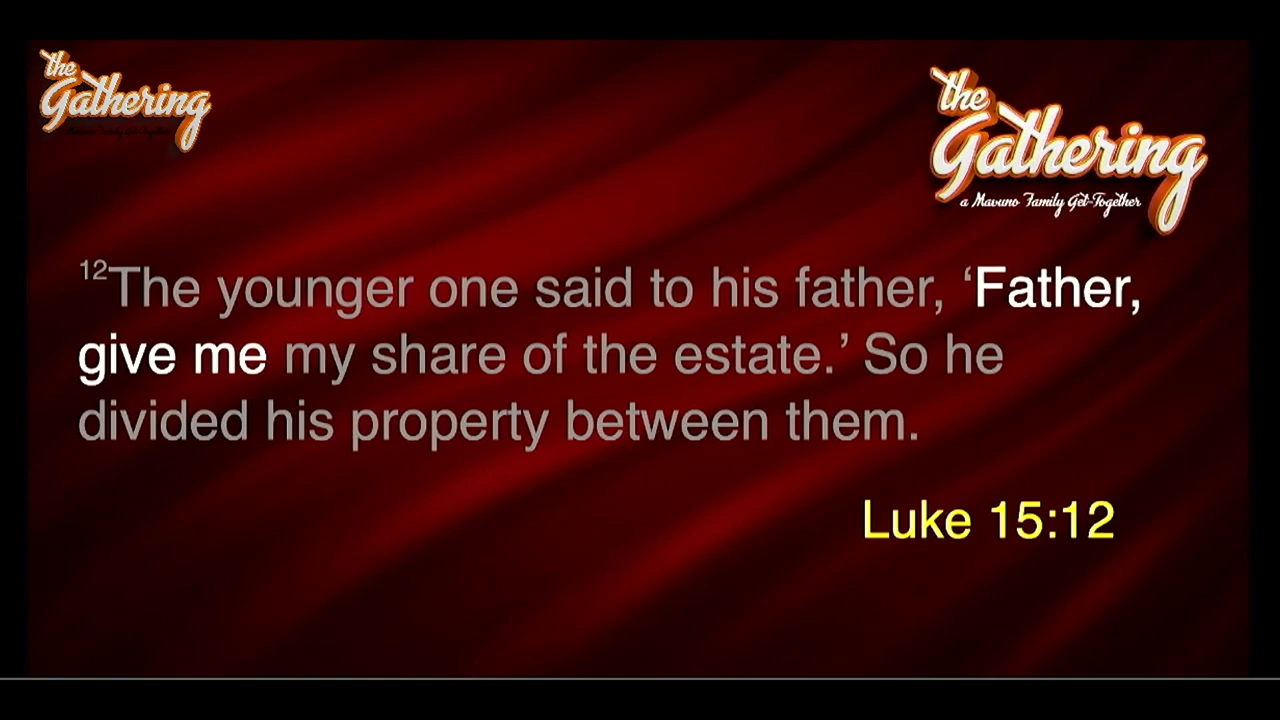 the
Gathering
the
Gathering
a Mavuno Family Get-Together
12The younger one said to his father, ‘Father,
give me my share of the estate.’ So he
divided his property between them.
Luke 15:12